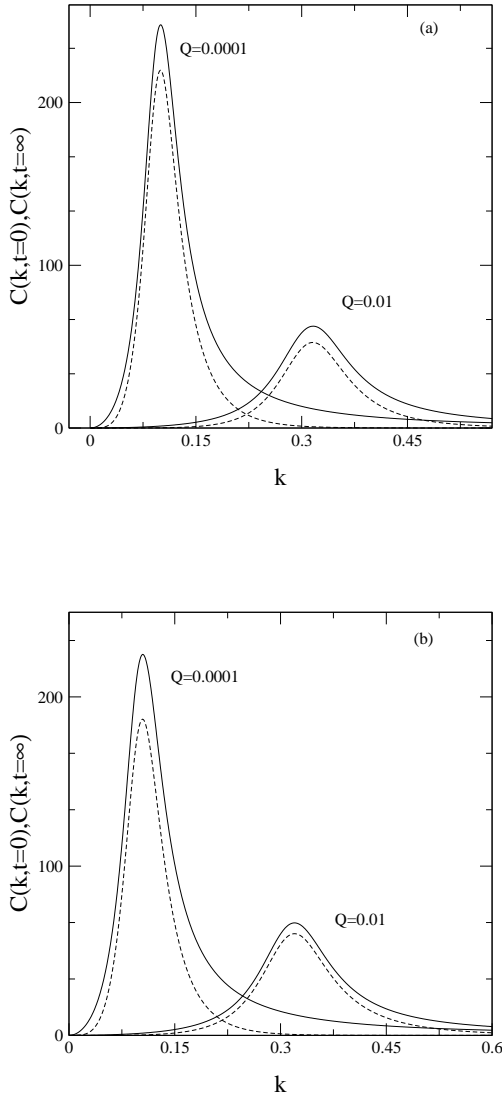 (a)
Q=0.0001
Q=0.01
200
100
0
C(k,t=0),C(k,t=∞)
0 0.15 0.3 0.45
k
(b)
Q=0.0001
Q=0.01
200
100
0
C(k,t=0),C(k,t=∞)
0 0.15 0.3 0.45 0.6
k